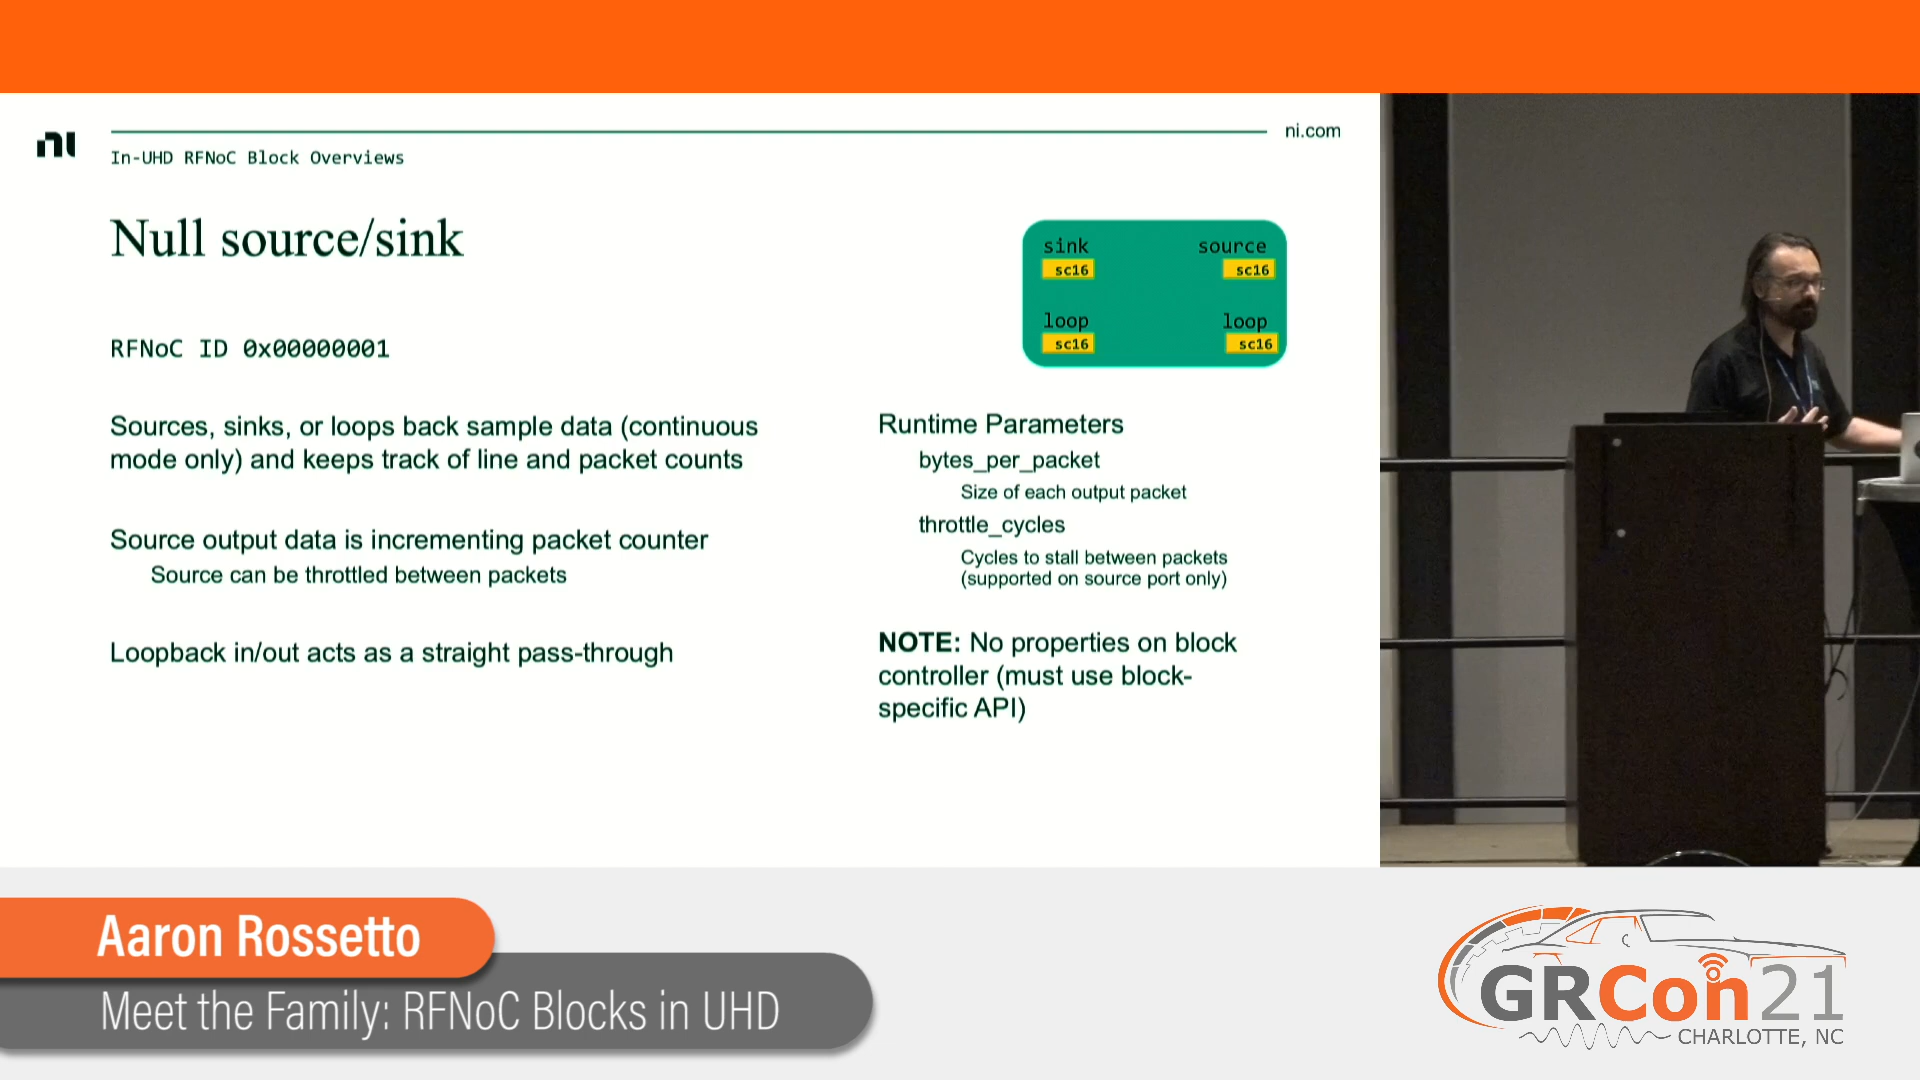 ni
ni.com
In-UHD RFNoC Block Overviews
Null source/sink
sink source
sc16 sc16
loop loop
sc16 sc16
RFNoC ID 0x00000001
Sources, sinks, or loops back sample data (continuous
mode only) and keeps track of line and packet counts
Source output data is incrementing packet counter
Source can be throttled between packets
Loopback in/out acts as a straight pass-through
Runtime Parameters
bytes_per_packet
Size of each output packet
throttle_cycles
Cycles to stall between packets
(supported on source port only)
NOTE: No properties on block
controller (must use block-
specific API)
Aaron Rossetto
Meet the Family: RFNoC Blocks in UHD
GRCon21
CHARLOTTE, NC